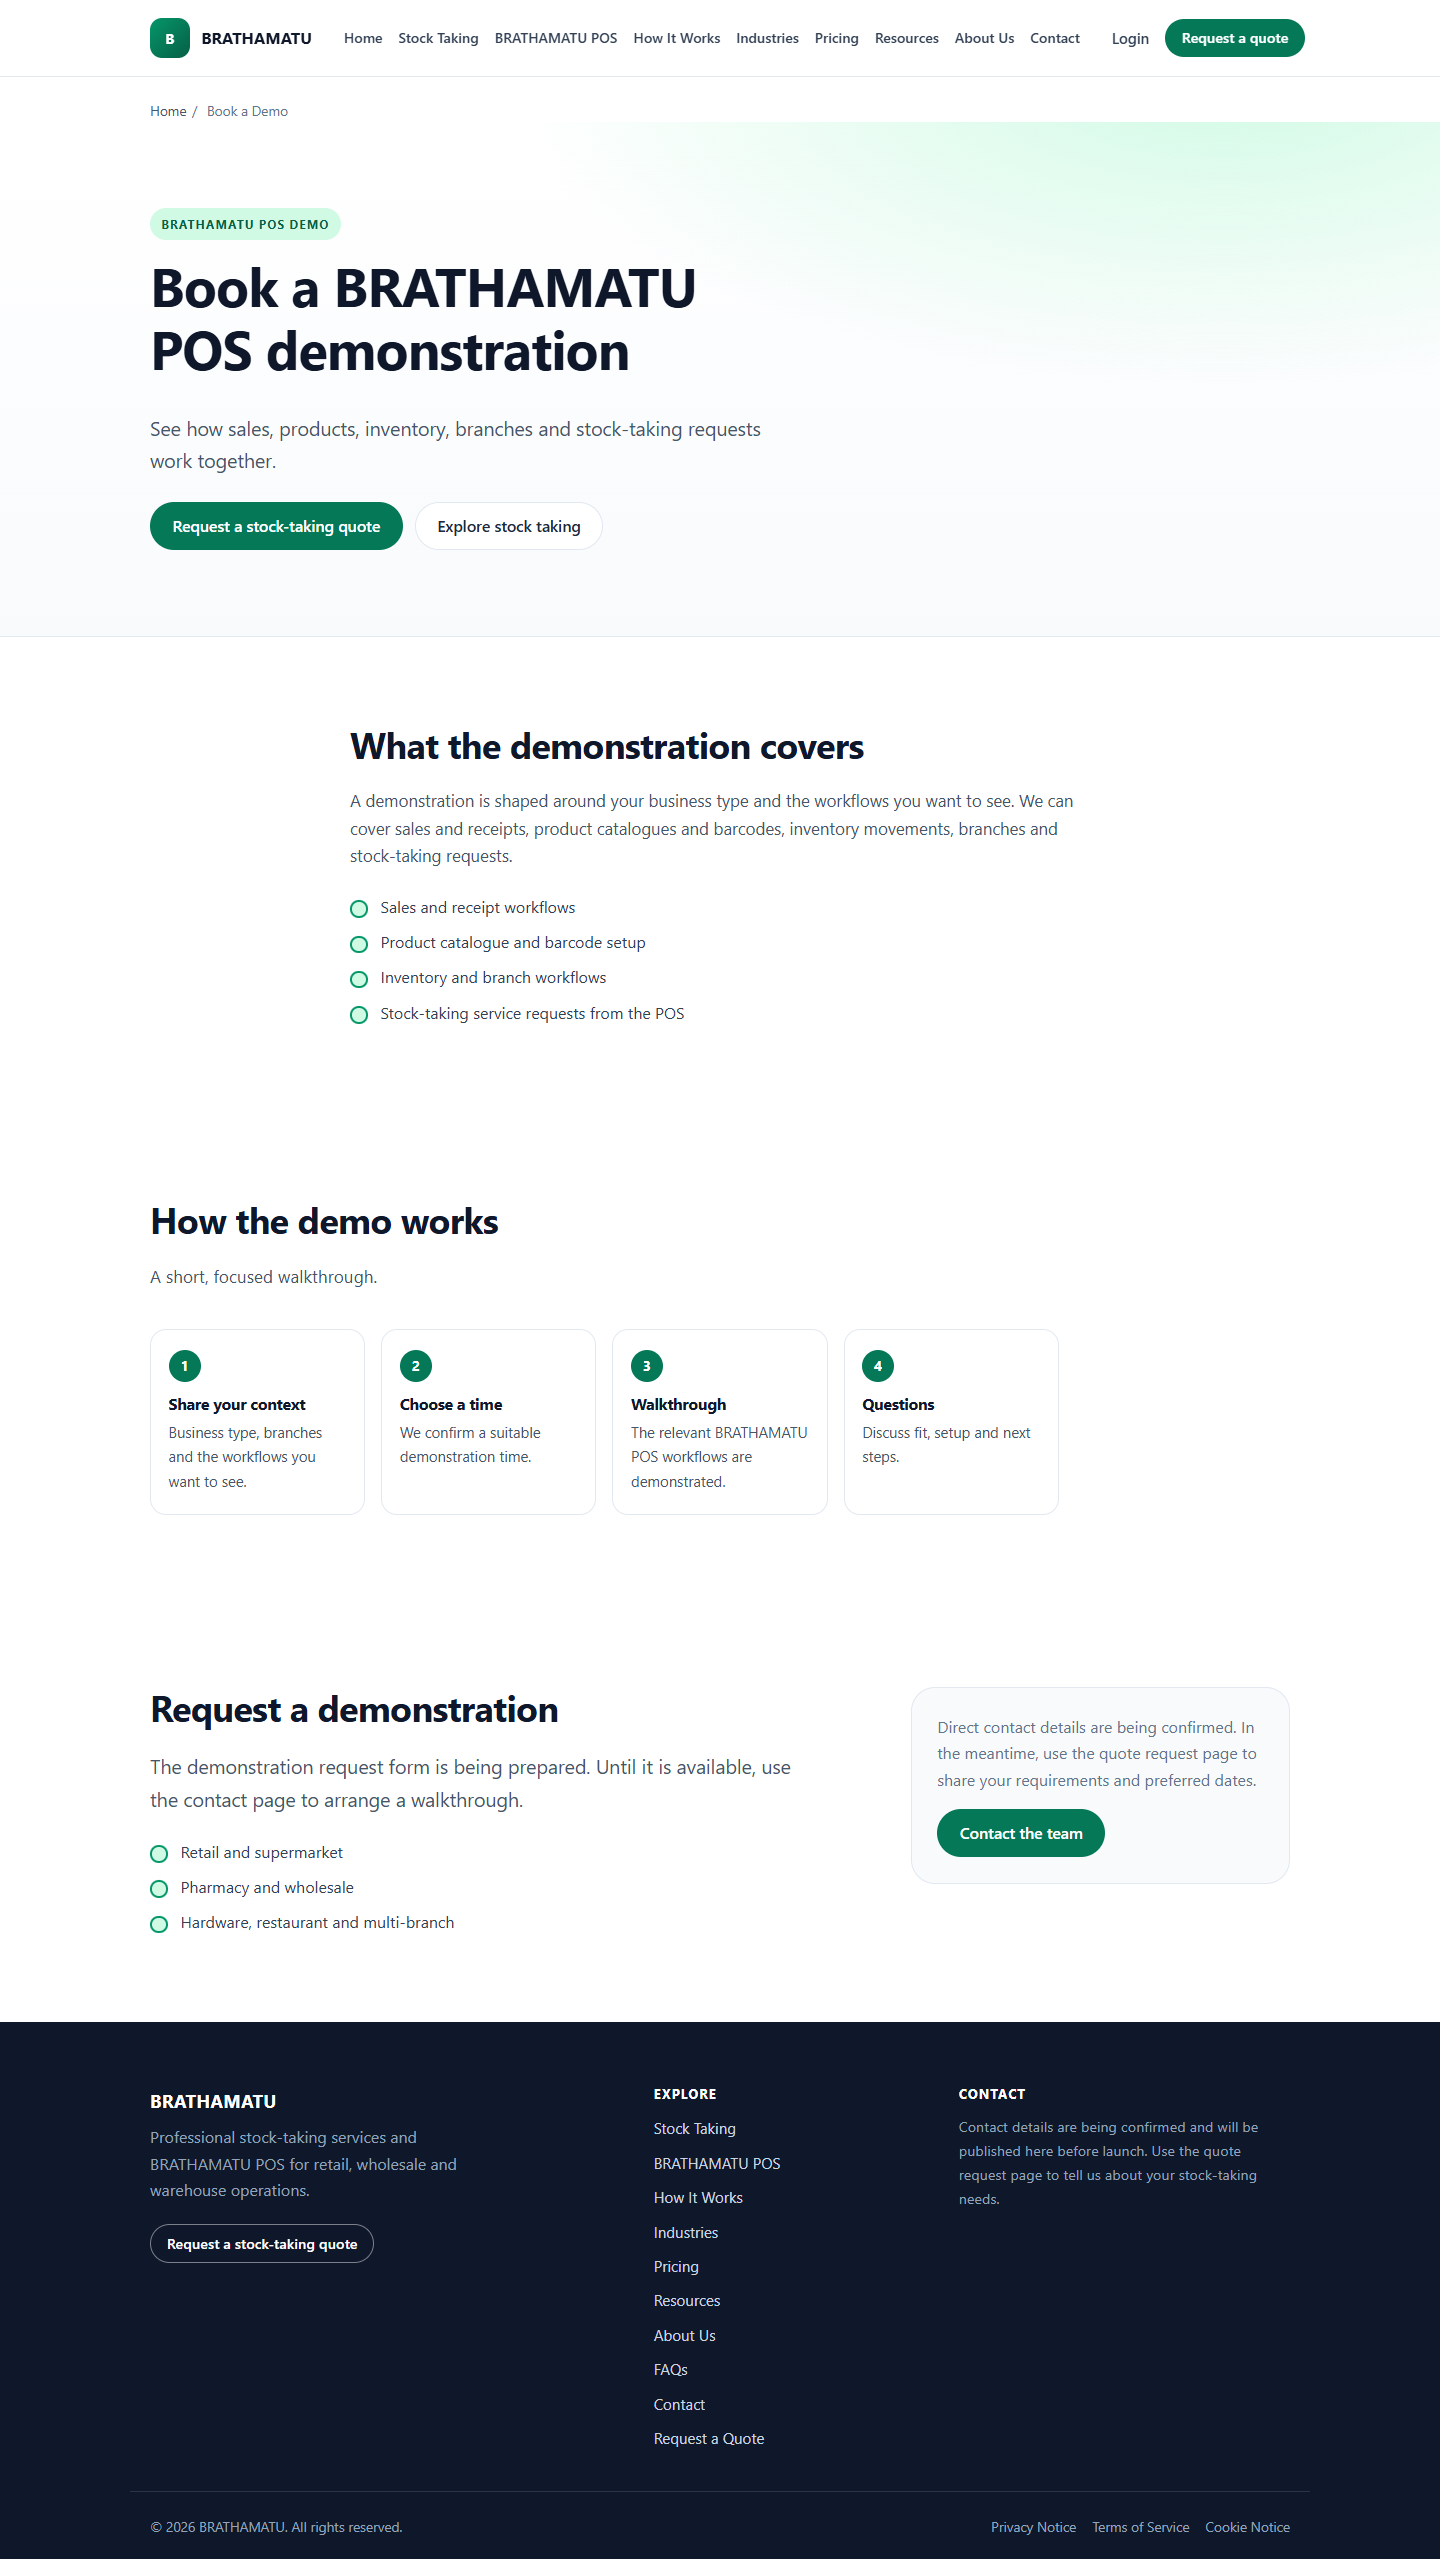 B BRATHAMATU Home Stock Taking BRATHAMATU POS How It Works Industries Pricing Resources About Us Contact Login Request a quote
Home / Book a Demo
BRATHAMATU POS DEMO
Book a BRATHAMATU
POS demonstration
See how sales, products, inventory, branches and stock-taking requests
work together.
Request a stock-taking quote Explore stock taking
What the demonstration covers
A demonstration is shaped around your business type and the workflows you want to see. We can
cover sales and receipts, product catalogues and barcodes, inventory movements, branches and
stock-taking requests.
Sales and receipt workflows
Product catalogue and barcode setup
Inventory and branch workflows
Stock-taking service requests from the POS
How the demo works
A short, focused walkthrough.
1
Share your context
Business type, branches
and the workflows you
want to see.
2
Choose a time
We confirm a suitable
demonstration time.
3
Walkthrough
The relevant BRATHAMATU
POS workflows are
demonstrated.
4
Questions
Discuss fit, setup and next
steps.
Request a demonstration
The demonstration request form is being prepared. Until it is available, use
the contact page to arrange a walkthrough.
Retail and supermarket
Pharmacy and wholesale
Hardware, restaurant and multi-branch
Direct contact details are being confirmed. In
the meantime, use the quote request page to
share your requirements and preferred dates.
Contact the team
BRATHAMATU
Professional stock-taking services and
BRATHAMATU POS for retail, wholesale and
warehouse operations.
Request a stock-taking quote
EXPLORE
Stock Taking
BRATHAMATU POS
How It Works
Industries
Pricing
Resources
About Us
FAQs
Contact
Request a Quote
CONTACT
Contact details are being confirmed and will be
published here before launch. Use the quote
request page to tell us about your stock-taking
needs.
© 2026 BRATHAMATU. All rights reserved.
Privacy Notice Terms of Service Cookie Notice